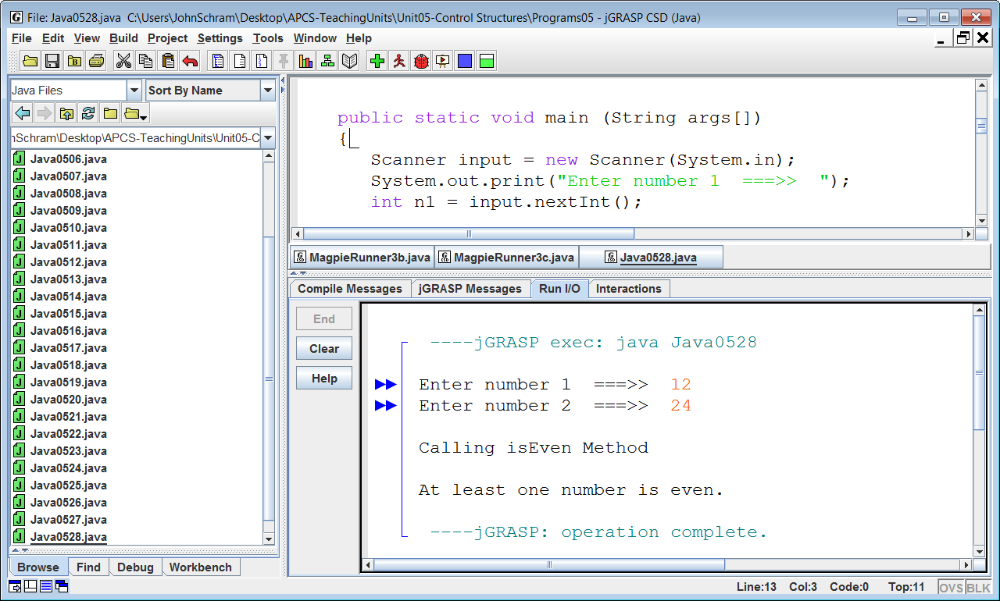 File: Java0528.java  C:\Users\JohnSchram\Desktop\APCS-TeachingUnits\Unit05-Control Structures\Programs05 - jGRASP CSD (Java)
File Edit View Build Project Settings Tools Window Help
Java Files
Sort By Name
nSchram\Desktop\APCS-TeachingUnits\Unit05-C
Java0506.java
Java0507.java
Java0508.java
Java0509.java
Java0510.java
Java0511.java
Java0512.java
Java0513.java
Java0514.java
Java0515.java
Java0516.java
Java0517.java
Java0518.java
Java0519.java
Java0520.java
Java0521.java
Java0522.java
Java0523.java
Java0524.java
Java0525.java
Java0526.java
Java0527.java
Java0528.java
Browse Find Debug Workbench
public static void main (String args[])
{
Scanner input = new Scanner(System.in);
System.out.print("Enter number 1  ===>>  ");
int n1 = input.nextInt();
MagpieRunner3b.java MagpieRunner3c.java Java0528.java
Compile Messages jGRASP Messages Run I/O Interactions
End
Clear
Help
----jGRASP exec: java Java0528
Enter number 1  ===>>  12
Enter number 2  ===>>  24
Calling isEven Method
At least one number is even.
----jGRASP: operation complete.
Line:13 Col:3 Code:0 Top:11 OVS BLK